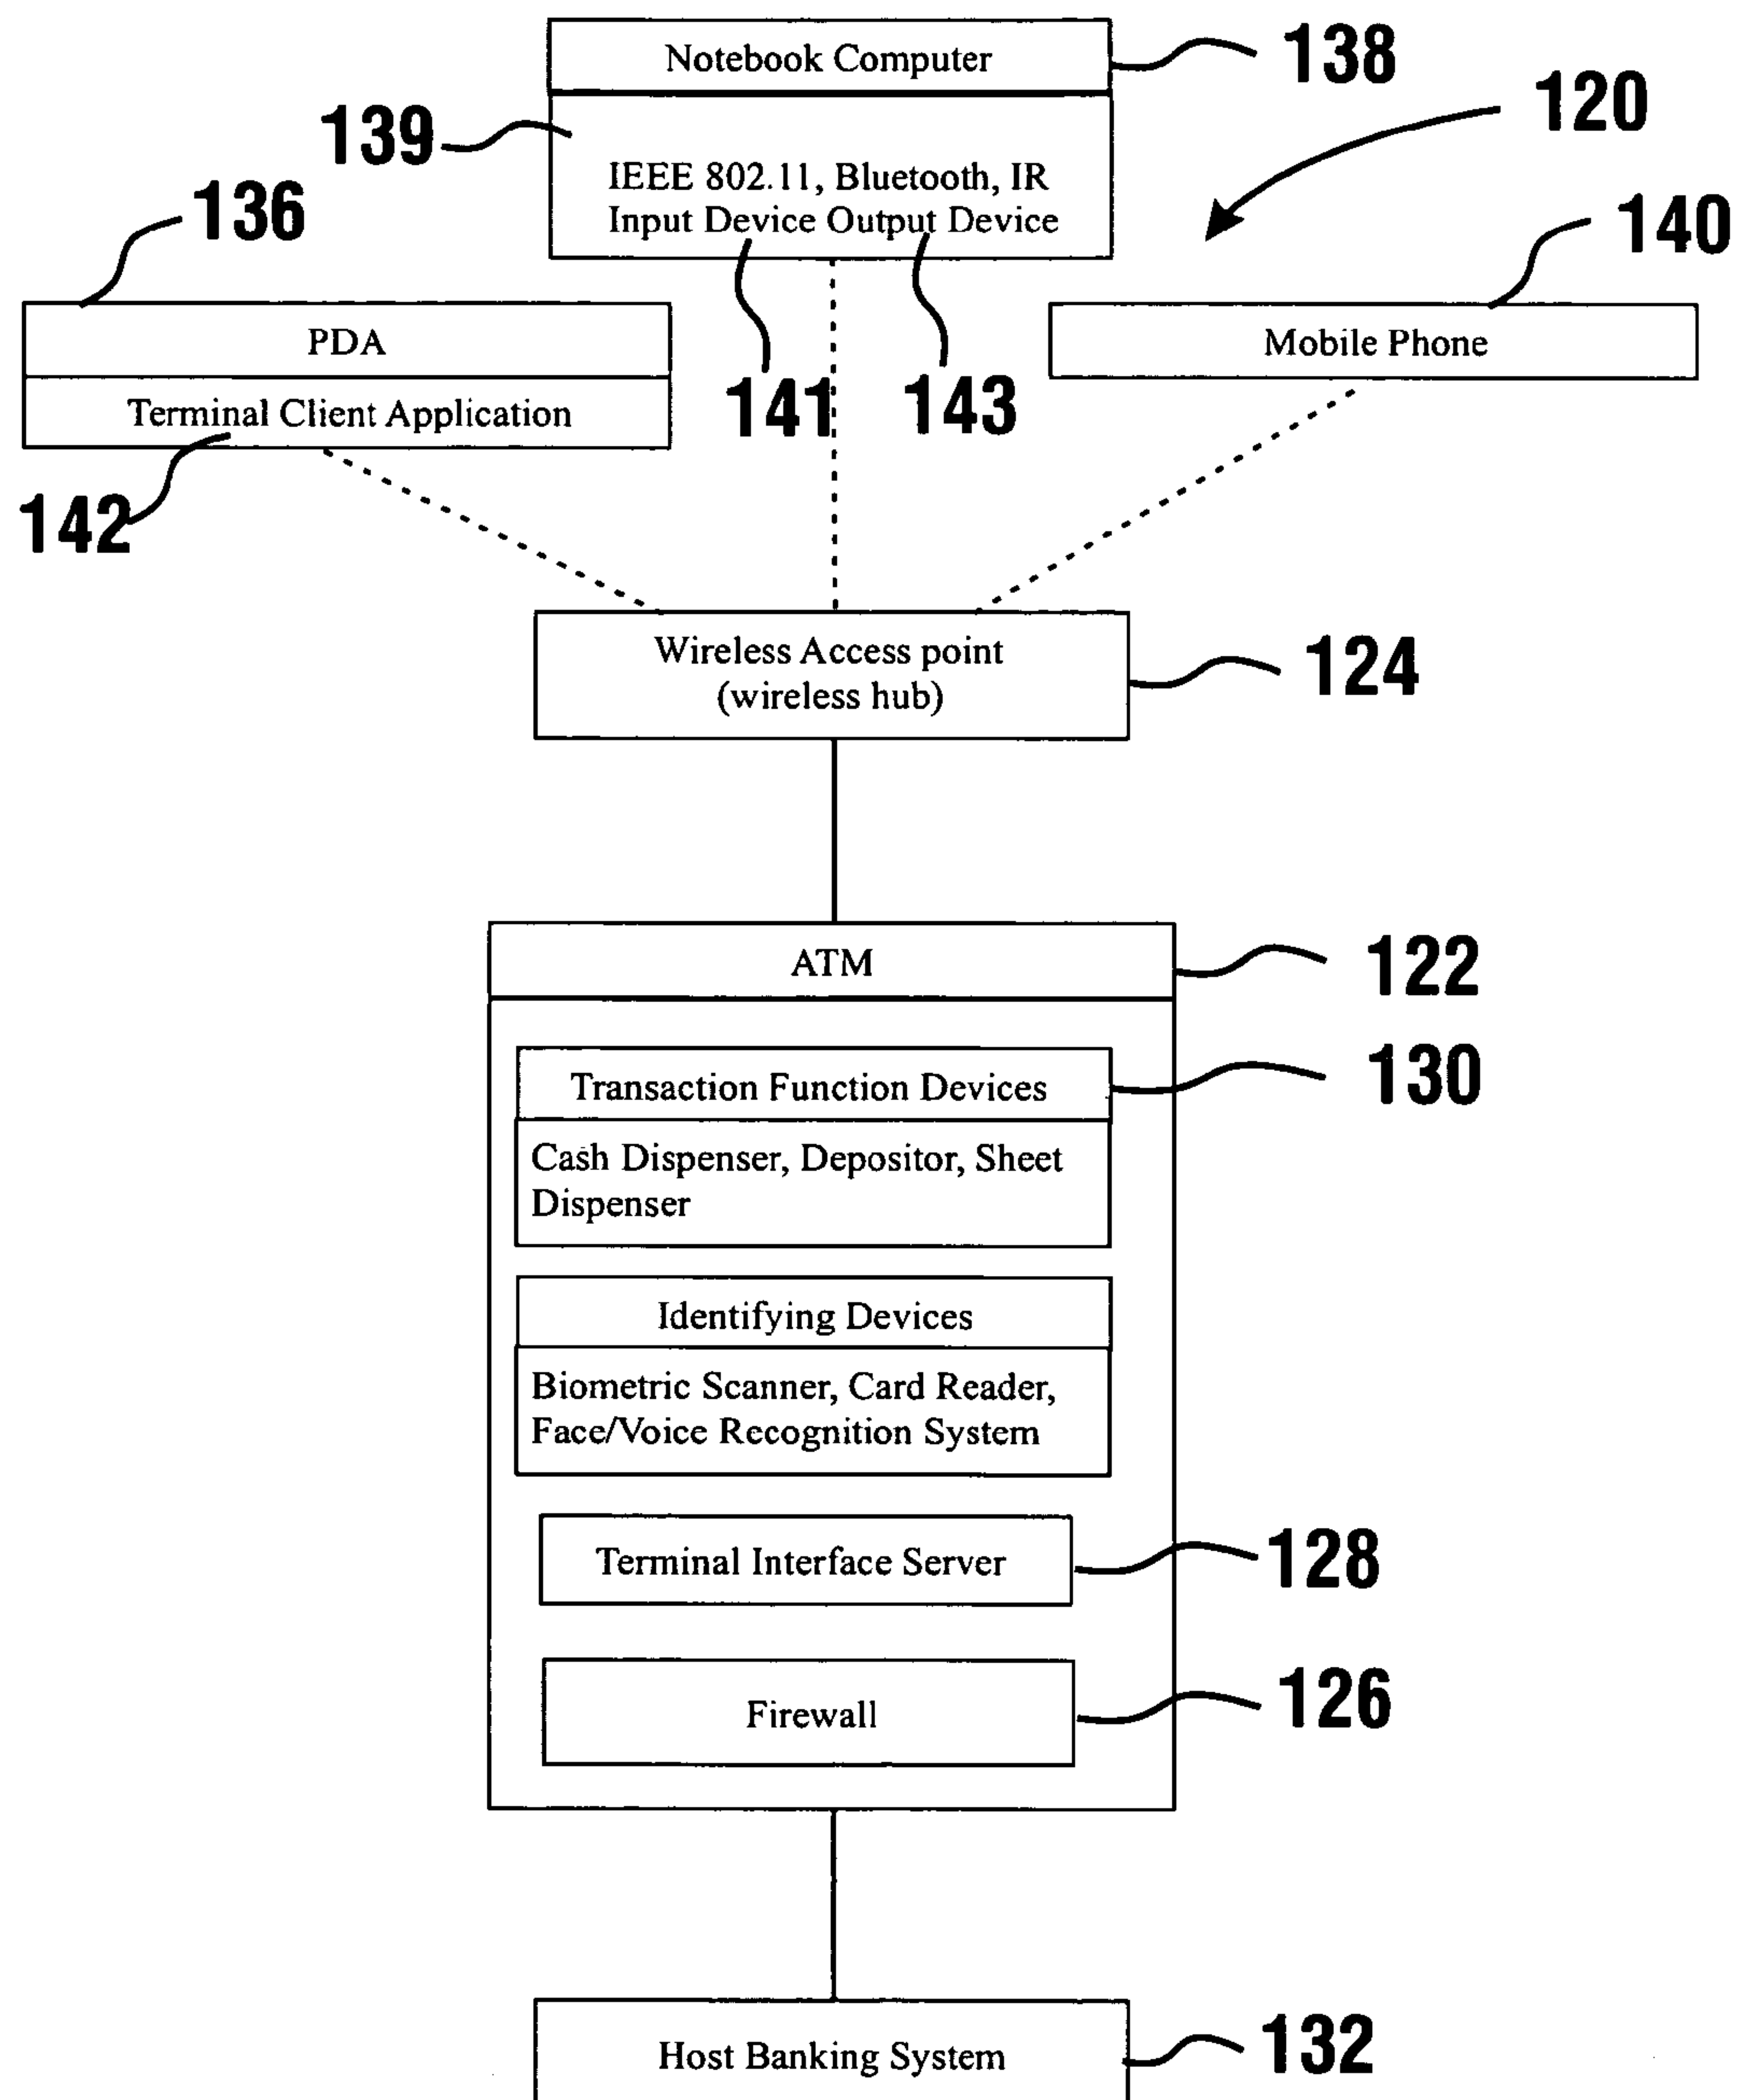 Notebook Computer
138
120
139
IEEE 802.11, Bluetooth, IR
Input Device Output Device
136
140
PDA
Mobile Phone
Terminal Client Application
141
143
142
Wireless Access point
(wireless hub)
124
ATM
122
Transaction Function Devices
130
Cash Dispenser, Depositor, Sheet
Dispenser
Identifying Devices
Biometric Scanner, Card Reader,
Face/Voice Recognition System
Terminal Interface Server
128
Firewall
126
Host Banking System
132